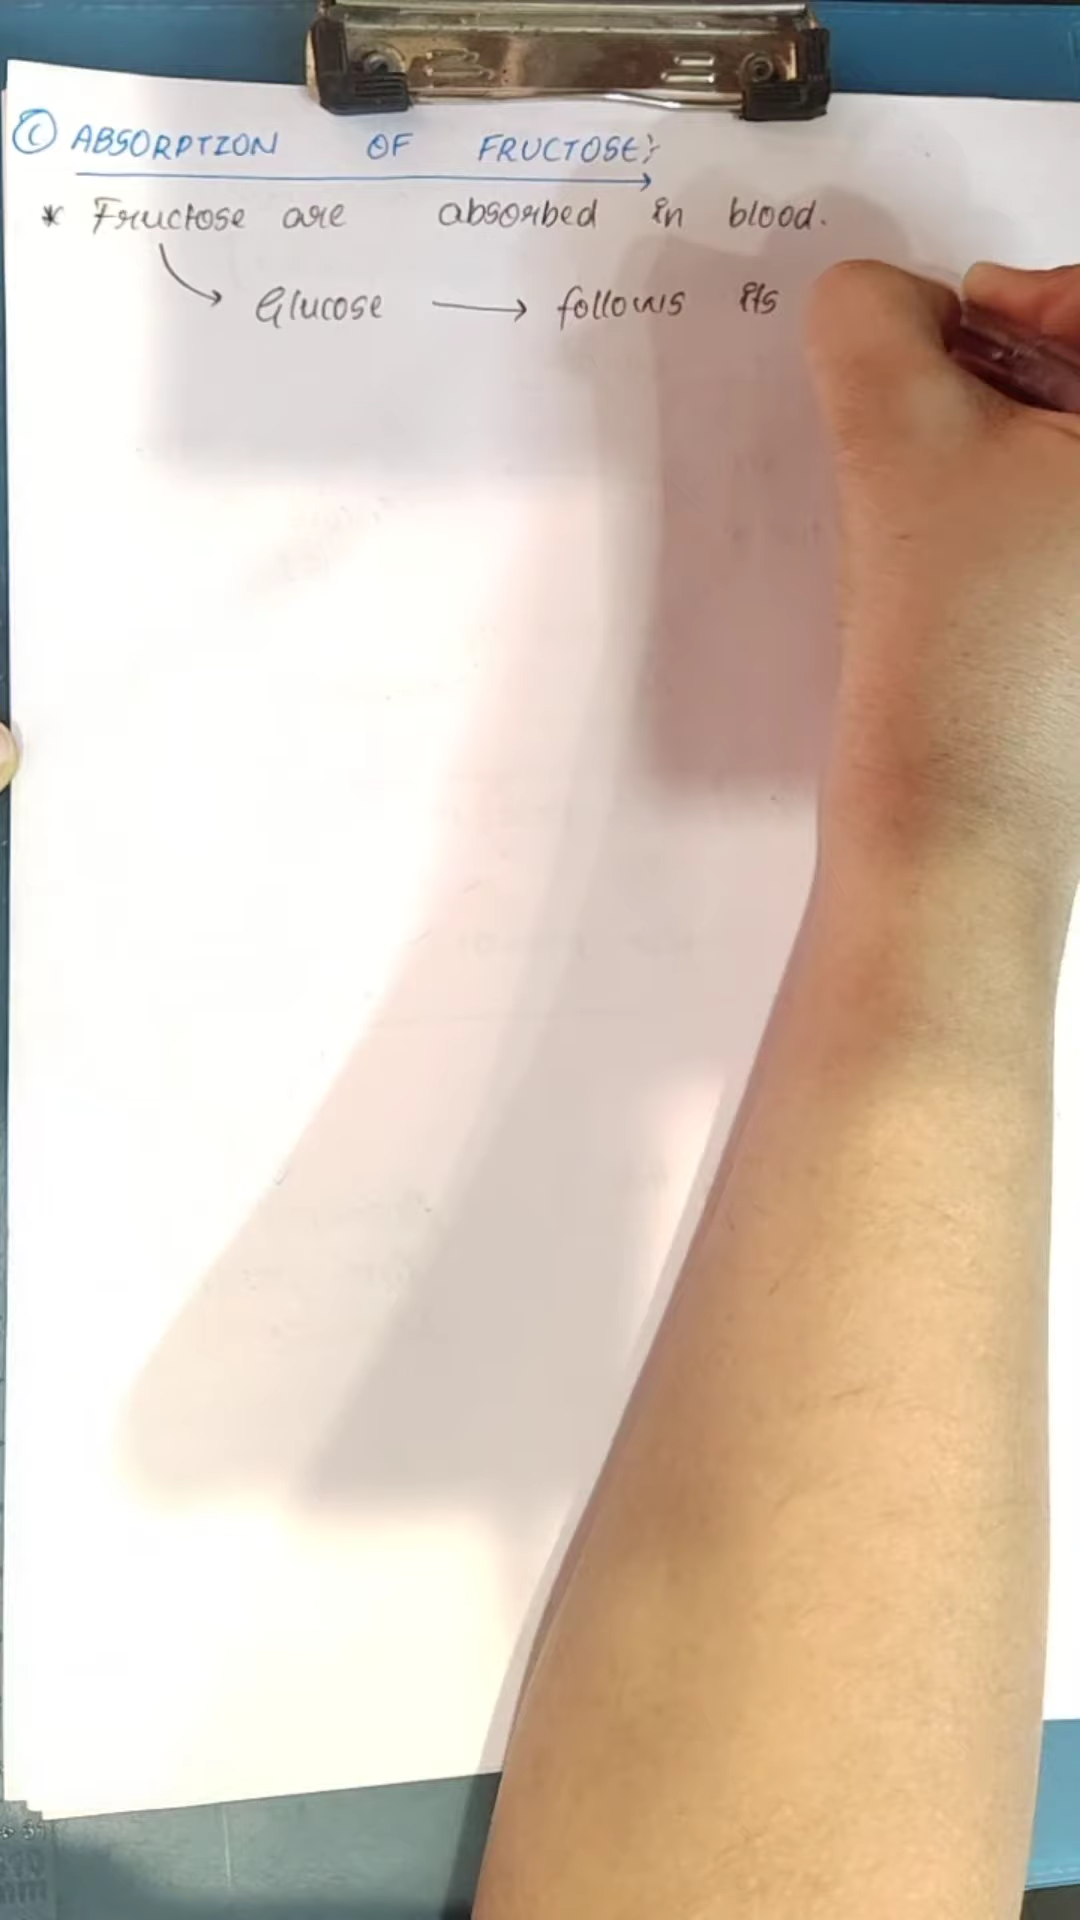 Ⓒ ABSORPTION OF FRUCTOSE:
* Fructose are absorbed in blood.
Glucose → follows its